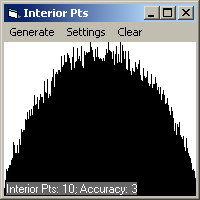 Interior Pts
Generate Settings Clear
Interior Pts: 10; Accuracy: 3